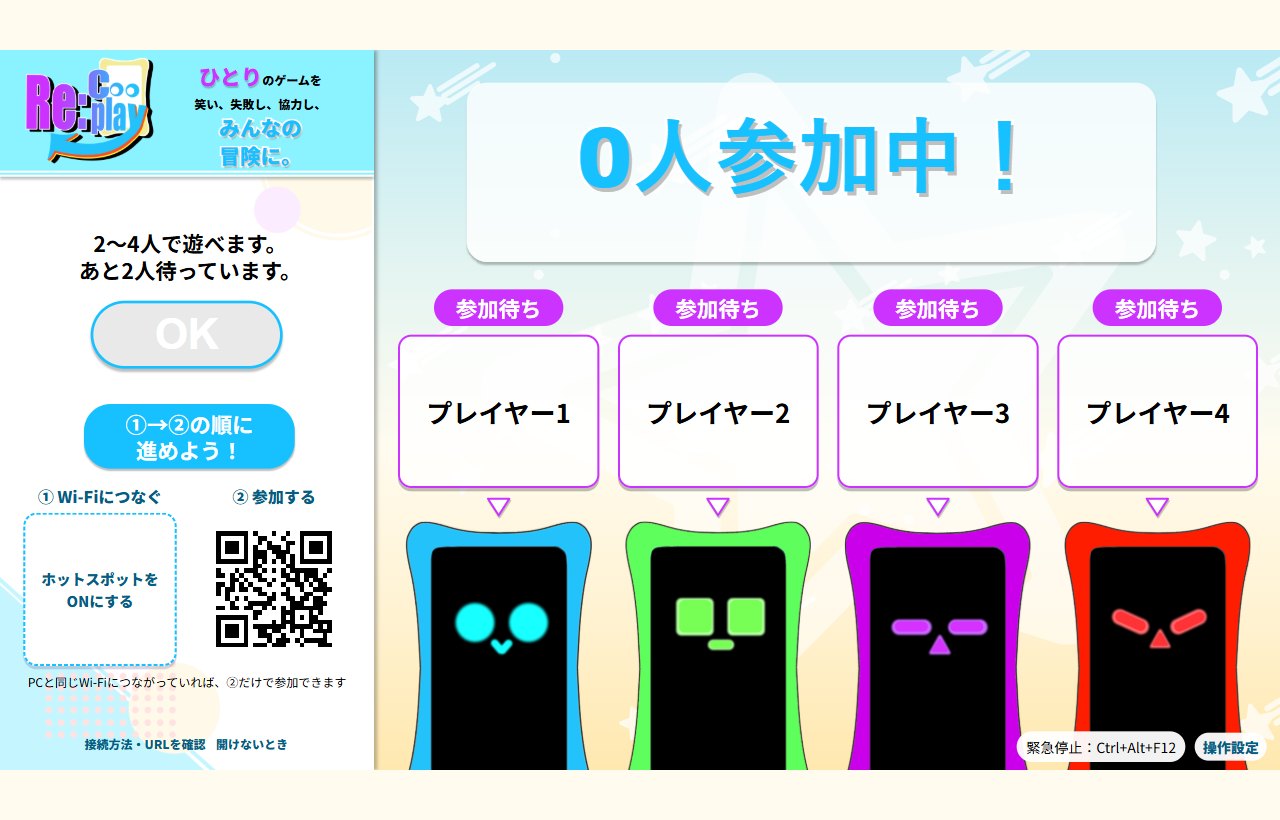 Re:Coo
play
ひとりのゲームを
笑い、失敗し、協力し、
みんなの
冒険に。
2〜4人で遊べます。
あと2人待っています。
OK
①→②の順に
進めよう！
① Wi-Fiにつなぐ
② 参加する
ホットスポットを
ONにする
PCと同じWi-Fiにつながっていれば、②だけで参加できます
接続方法・URLを確認 開けないとき
0人参加中！
参加待ち
参加待ち
参加待ち
参加待ち
プレイヤー1
プレイヤー2
プレイヤー3
プレイヤー4
緊急停止：Ctrl+Alt+F12
操作設定